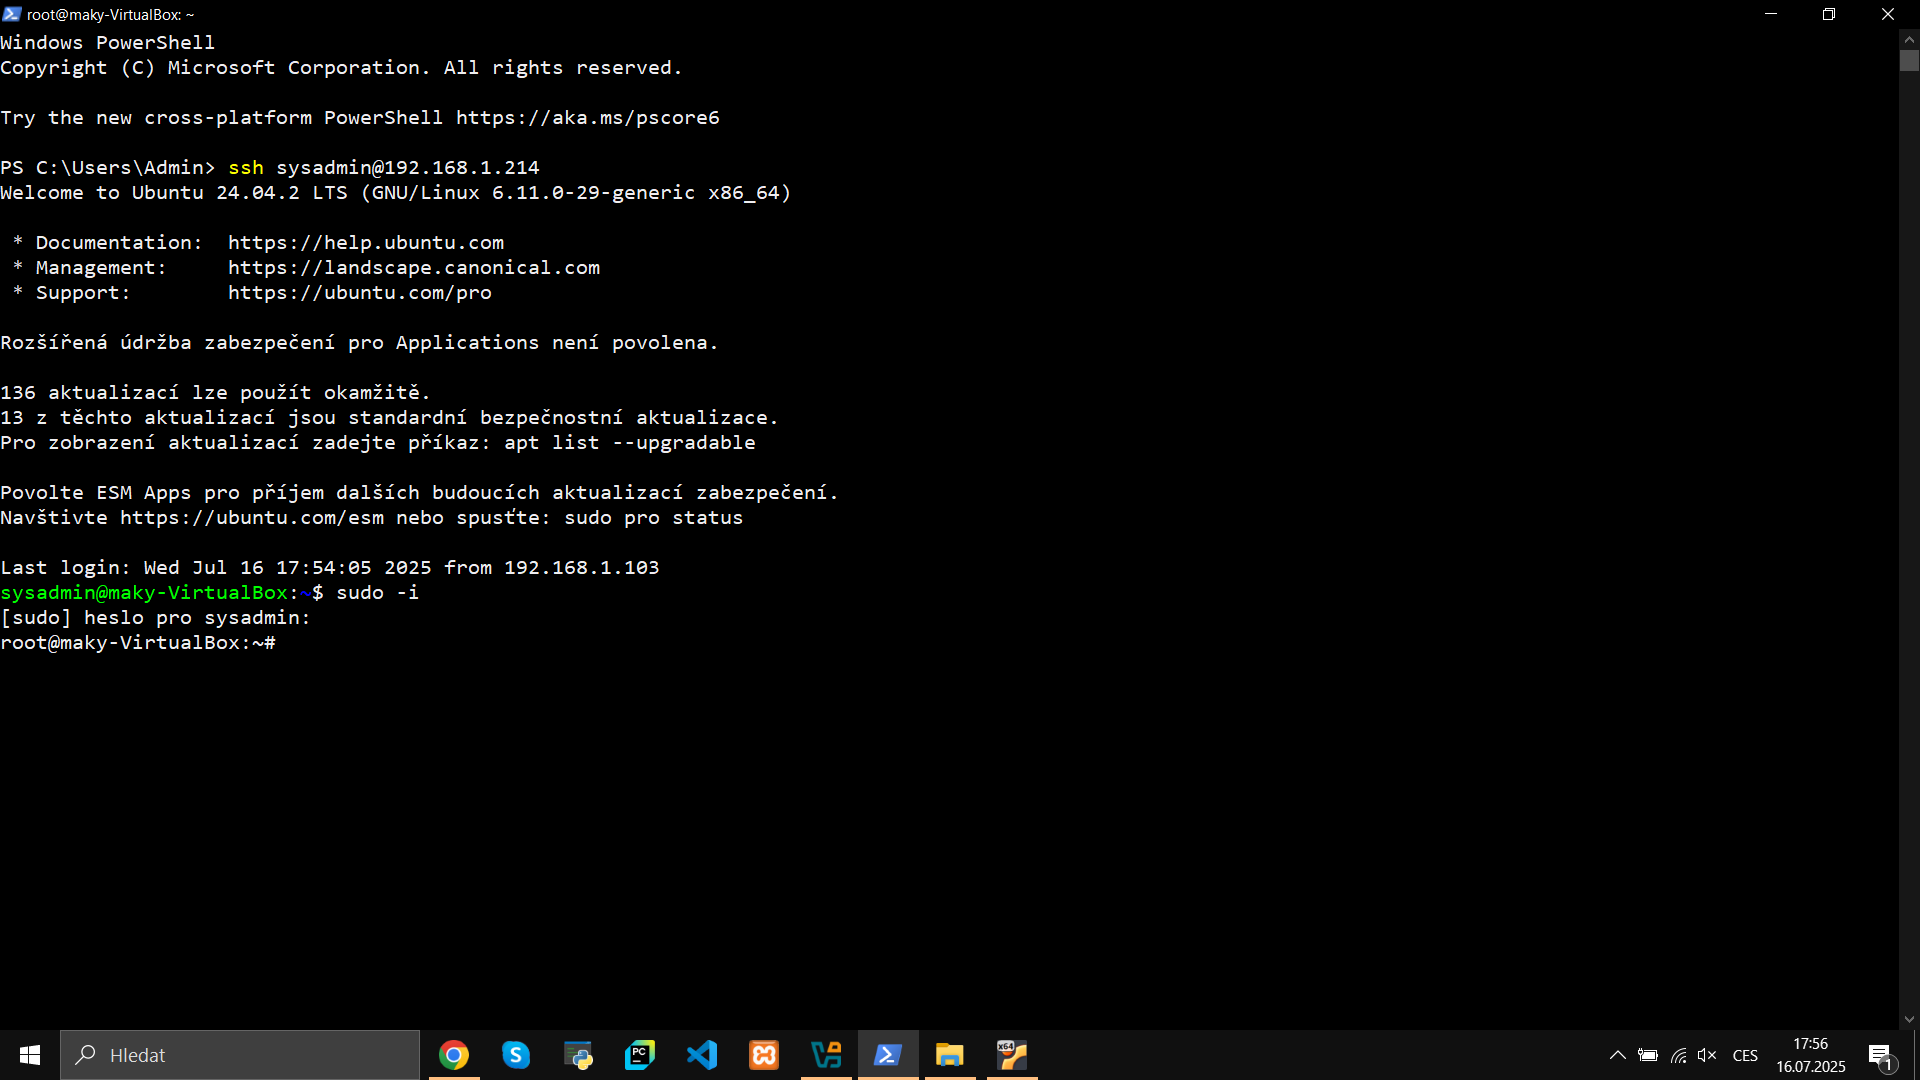 root@maky-VirtualBox: ~
Windows PowerShell
Copyright (C) Microsoft Corporation. All rights reserved.
Try the new cross-platform PowerShell https://aka.ms/pscore6
PS C:\Users\Admin> ssh sysadmin@192.168.1.214
Welcome to Ubuntu 24.04.2 LTS (GNU/Linux 6.11.0-29-generic x86_64)
* Documentation:  https://help.ubuntu.com
* Management:     https://landscape.canonical.com
* Support:        https://ubuntu.com/pro
Rozšířená údržba zabezpečení pro Applications není povolena.
136 aktualizací lze použít okamžitě.
13 z těchto aktualizací jsou standardní bezpečnostní aktualizace.
Pro zobrazení aktualizací zadejte příkaz: apt list --upgradable
Povolte ESM Apps pro příjem dalších budoucích aktualizací zabezpečení.
Navštivte https://ubuntu.com/esm nebo spusťte: sudo pro status
Last login: Wed Jul 16 17:54:05 2025 from 192.168.1.103
sysadmin@maky-VirtualBox:~$ sudo -i
[sudo] heslo pro sysadmin:
root@maky-VirtualBox:~#
Hledat
S
PC
X64
CES
17:56
16.07.2025
1